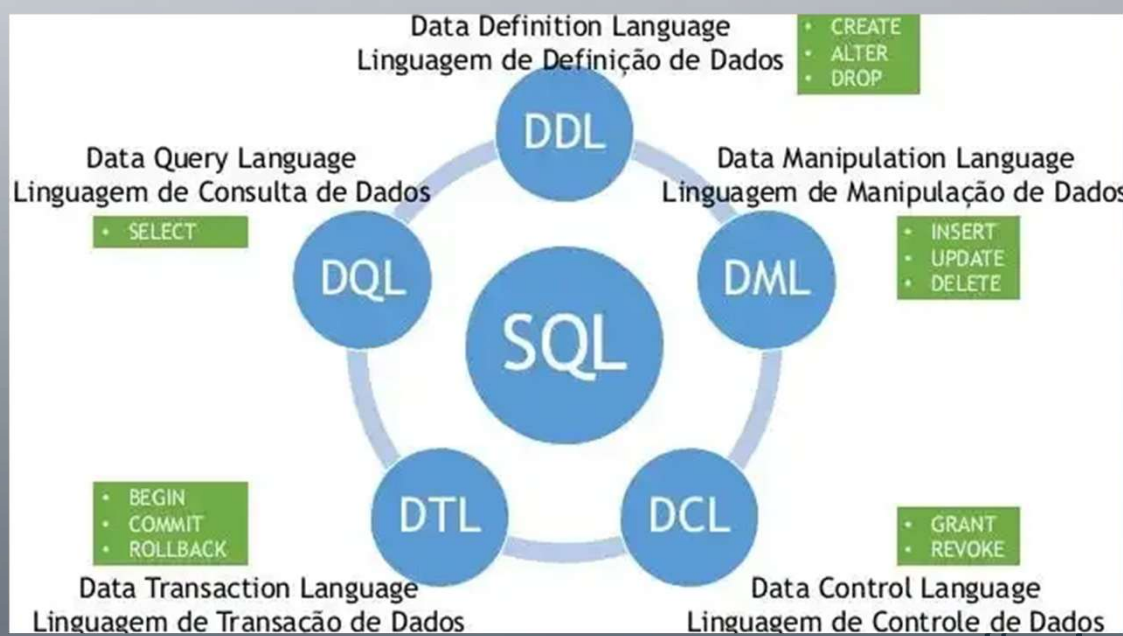 Data Definition Language
Linguagem de Definição de Dados
• CREATE
• ALTER
• DROP
DDL
Data Query Language
Linguagem de Consulta de Dados
• SELECT
DQL
Data Manipulation Language
Linguagem de Manipulação de Dados
• INSERT
• UPDATE
• DELETE
DML
SQL
• BEGIN
• COMMIT
• ROLLBACK
DTL
Data Transaction Language
Linguagem de Transação de Dados
DCL
• GRANT
• REVOKE
Data Control Language
Linguagem de Controle de Dados